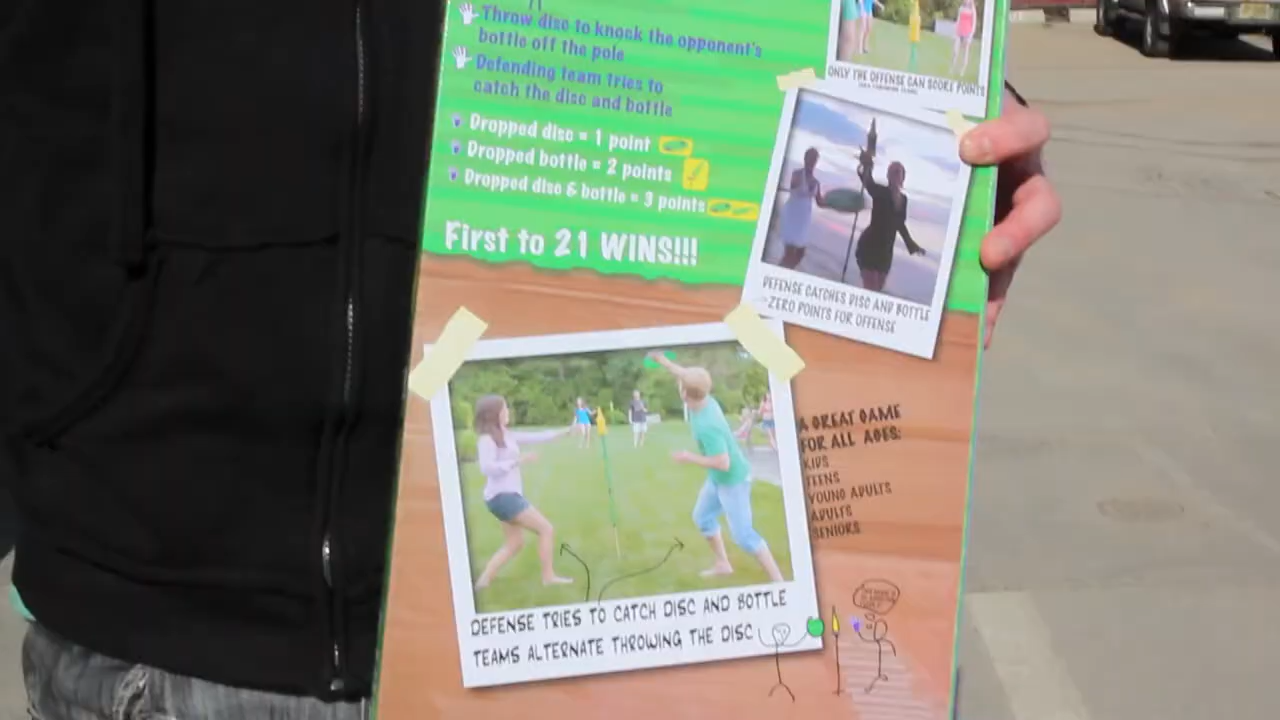 Throw disc to knock the opponent's
bottle off the pole
Defending team tries to
catch the disc and bottle
Dropped disc = 1 point
Dropped bottle = 2 points
Dropped disc & bottle = 3 points
First to 21 WINS!!!
ONLY THE OFFENSE CAN SCORE POINTS
DEFENSE CATCHES DISC AND BOTTLE
-ZERO POINTS FOR OFFENSE
A GREAT GAME
FOR ALL AGES:
KIDS
TEENS
YOUNG ADULTS
ADULTS
SENIORS
DEFENSE TRIES TO CATCH DISC AND BOTTLE
TEAMS ALTERNATE THROWING THE DISC